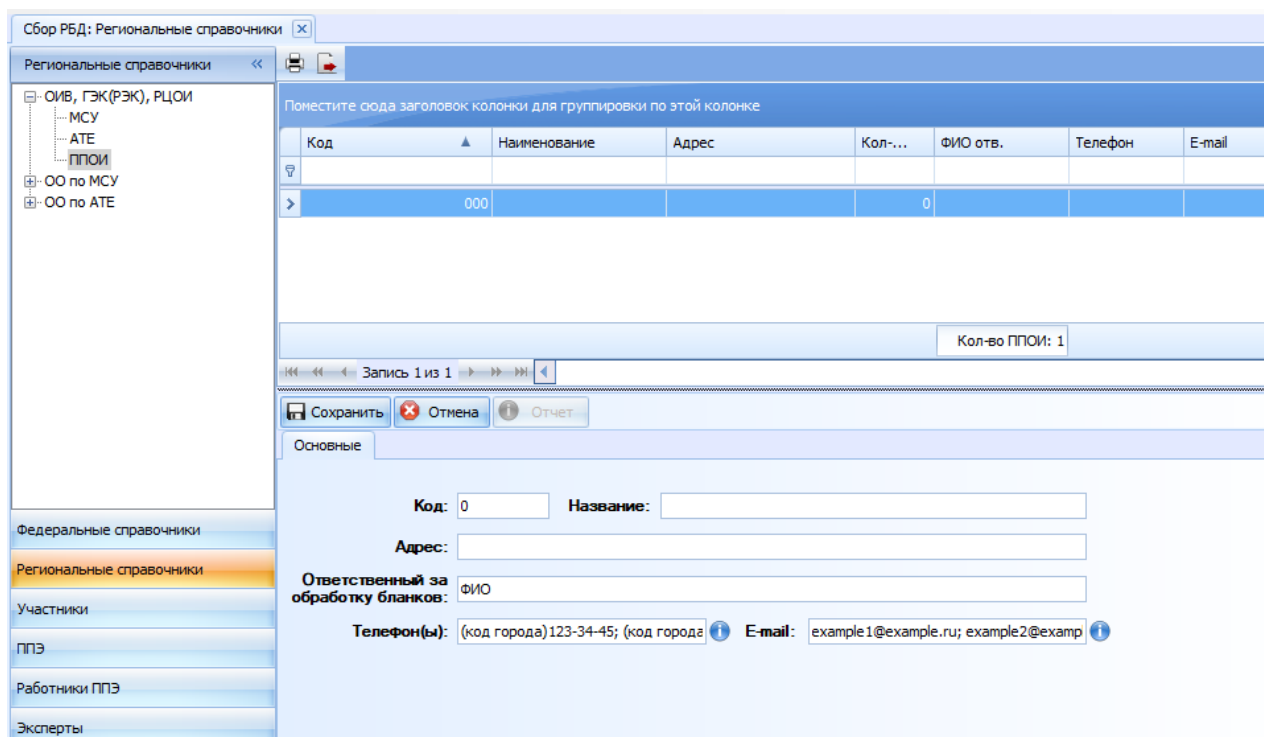 Сбор РБД: Региональные справочники
Региональные справочники
ОИВ, ГЭК(РЭК), РЦОИ
МСУ
АТЕ
ППОИ
ОО по МСУ
ОО по АТЕ
Поместите сюда заголовок колонки для группировки по этой колонке
Код Наименование Адрес Кол-... ФИО отв. Телефон E-mail
000 0
Кол-во ППОИ: 1
Запись 1 из 1
Сохранить Отмена Отчет
Основные
Код: 0 Название:
Адрес:
Ответственный за
обработку бланков: ФИО
Телефон(ы): (код города)123-34-45; (код города E-mail: example1@example.ru; example2@examp
Федеральные справочники
Региональные справочники
Участники
ППЭ
Работники ППЭ
Эксперты